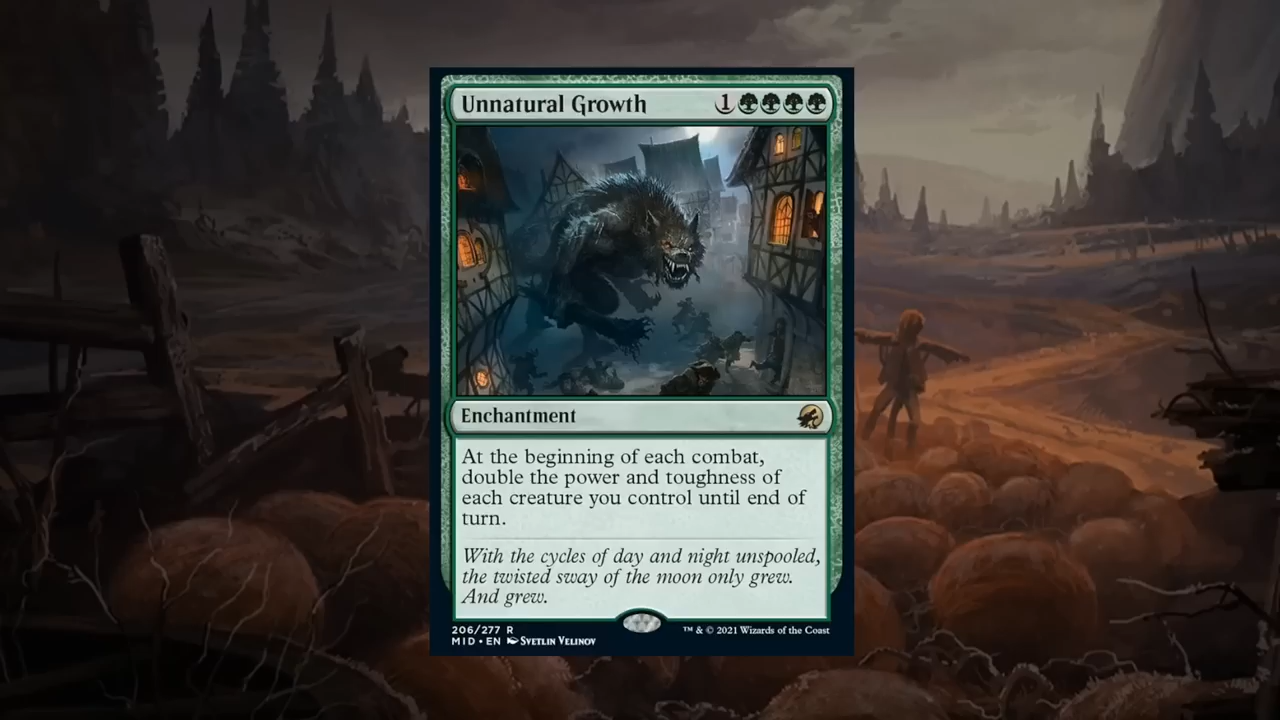 Unnatural Growth 1
Enchantment
At the beginning of each combat,
double the power and toughness of
each creature you control until end of
turn.
With the cycles of day and night unspooled,
the twisted sway of the moon only grew.
And grew.
206/277 R ™ & © 2021 Wizards of the Coast
MID • EN Svetlin Velinov